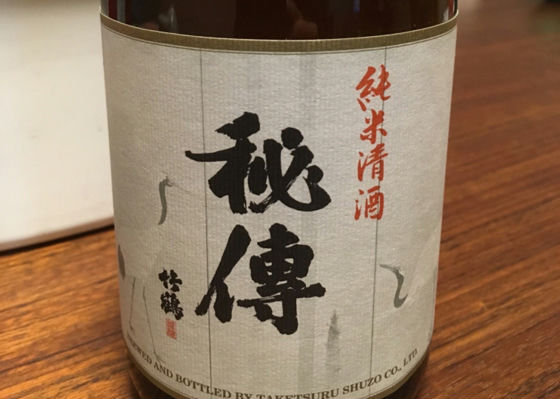 純米清酒
秘傳
竹鶴
BREWED AND BOTTLED BY TAKETSURU SHUZO CO., LTD.